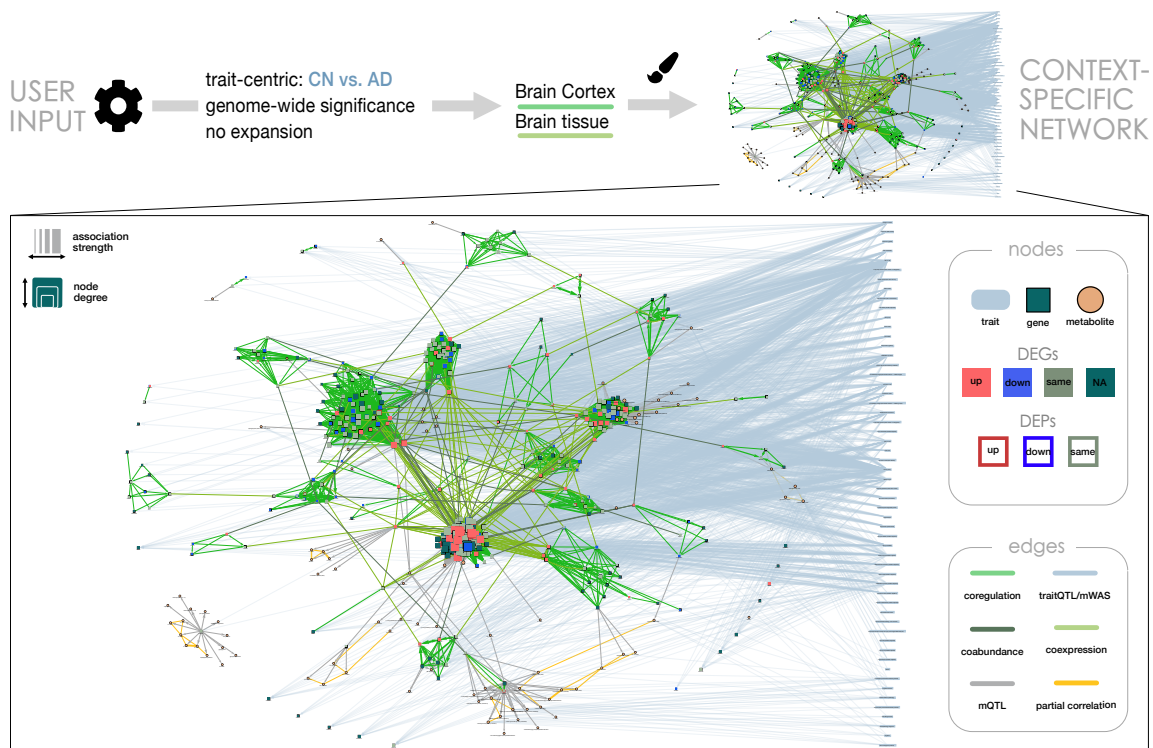 USER
INPUT
trait-centric: CN vs. AD
genome-wide significance
no expansion
Brain Cortex
Brain tissue
CONTEXT-
SPECIFIC
NETWORK
association
strength
node
degree
nodes
trait
gene
metabolite
DEGs
up
down
same
NA
DEPs
up
down
same
edges
coregulation
traitQTL/mWAS
coabundance
coexpression
mQTL
partial correlation